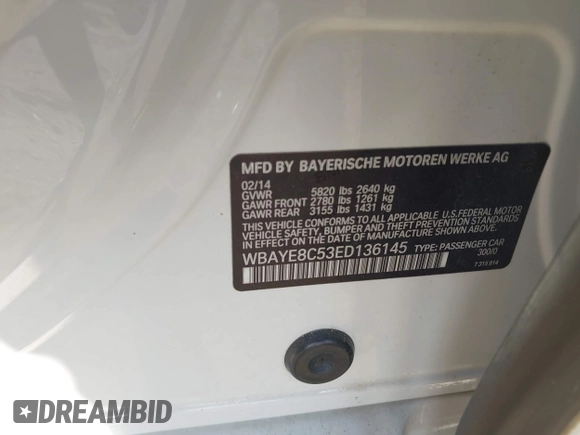 MFD BY BAYERISCHE MOTOREN WERKE AG
02/14
GVWR 5820 lbs 2640 kg
GAWR FRONT 2780 lbs 1261 kg
GAWR REAR 3155 lbs 1431 kg
THIS VEHICLE CONFORMS TO ALL APPLICABLE U.S.FEDERAL MOTOR
VEHICLE SAFETY, BUMPER AND THEFT PREVENTION STANDARDS
IN EFFECT ON THE DATE OF MANUFACTURE SHOWN ABOVE.
WBAYE8C53ED136145 TYPE: PASSENGER CAR
300/0
DREAMBID